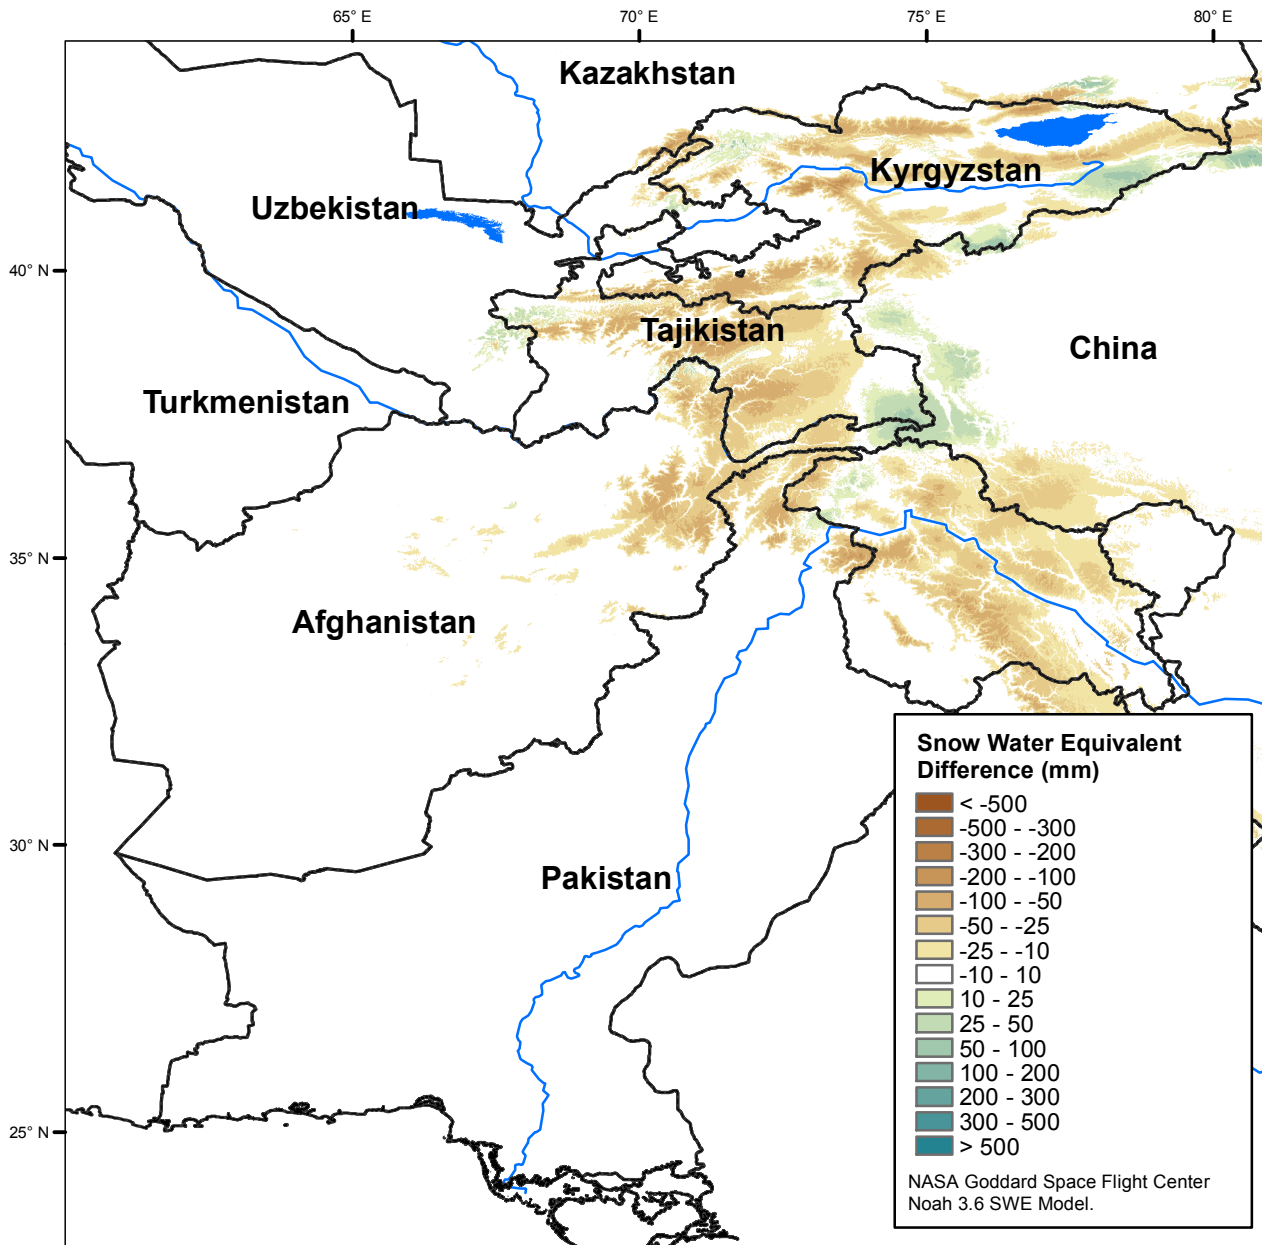 65° E
70° E
75° E
80° E
Kazakhstan
Kyrgyzstan
Uzbekistan
40° N
Tajikistan
China
Turkmenistan
35° N
Afghanistan
Snow Water Equivalent
Difference (mm)
< -500
-500 - -300
-300 - -200
-200 - -100
-100 - -50
-50 - -25
-25 - -10
-10 - 10
10 - 25
25 - 50
50 - 100
100 - 200
200 - 300
300 - 500
> 500
NASA Goddard Space Flight Center
Noah 3.6 SWE Model.
30° N
Pakistan
25° N